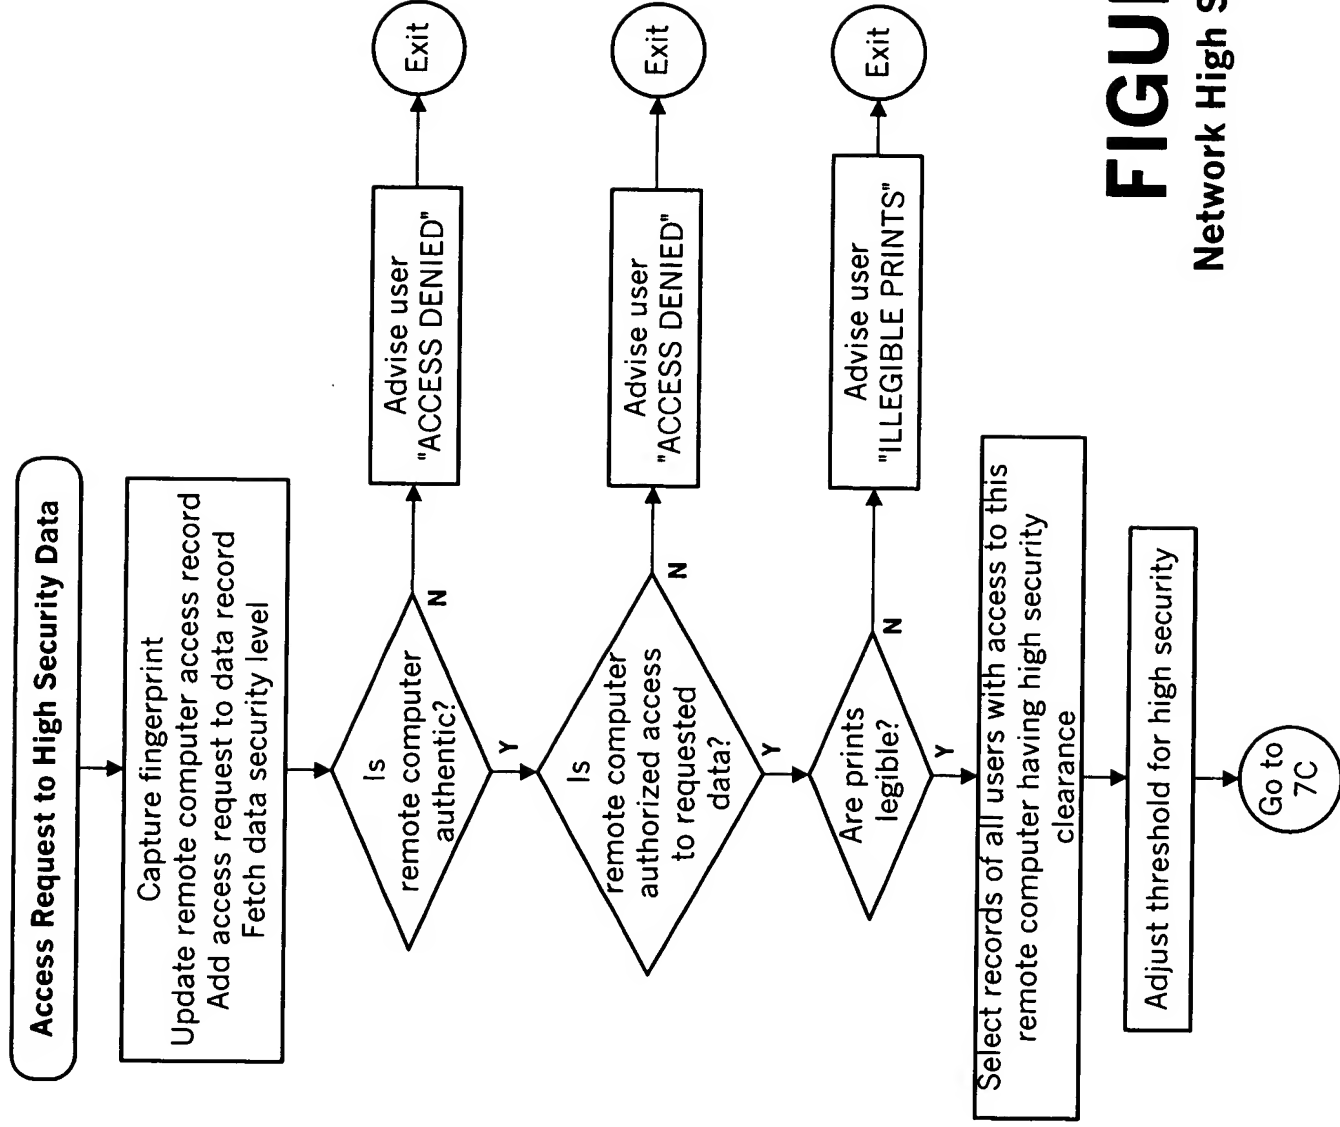 Access Request to High Security Data
Capture fingerprint
Update remote computer access record
Add access request to data record
Fetch data security level
Is
remote computer
authentic?
N
Advise user
"ACCESS DENIED"
Exit
Y
Is
remote computer
authorized access
to requested
data?
N
Advise user
"ACCESS DENIED"
Exit
Y
Are prints
legible?
N
Advise user
"ILLEGIBLE PRINTS"
Exit
Y
Select records of all users with access to this
remote computer having high security
clearance
Adjust threshold for high security
Go to
7C
Network High